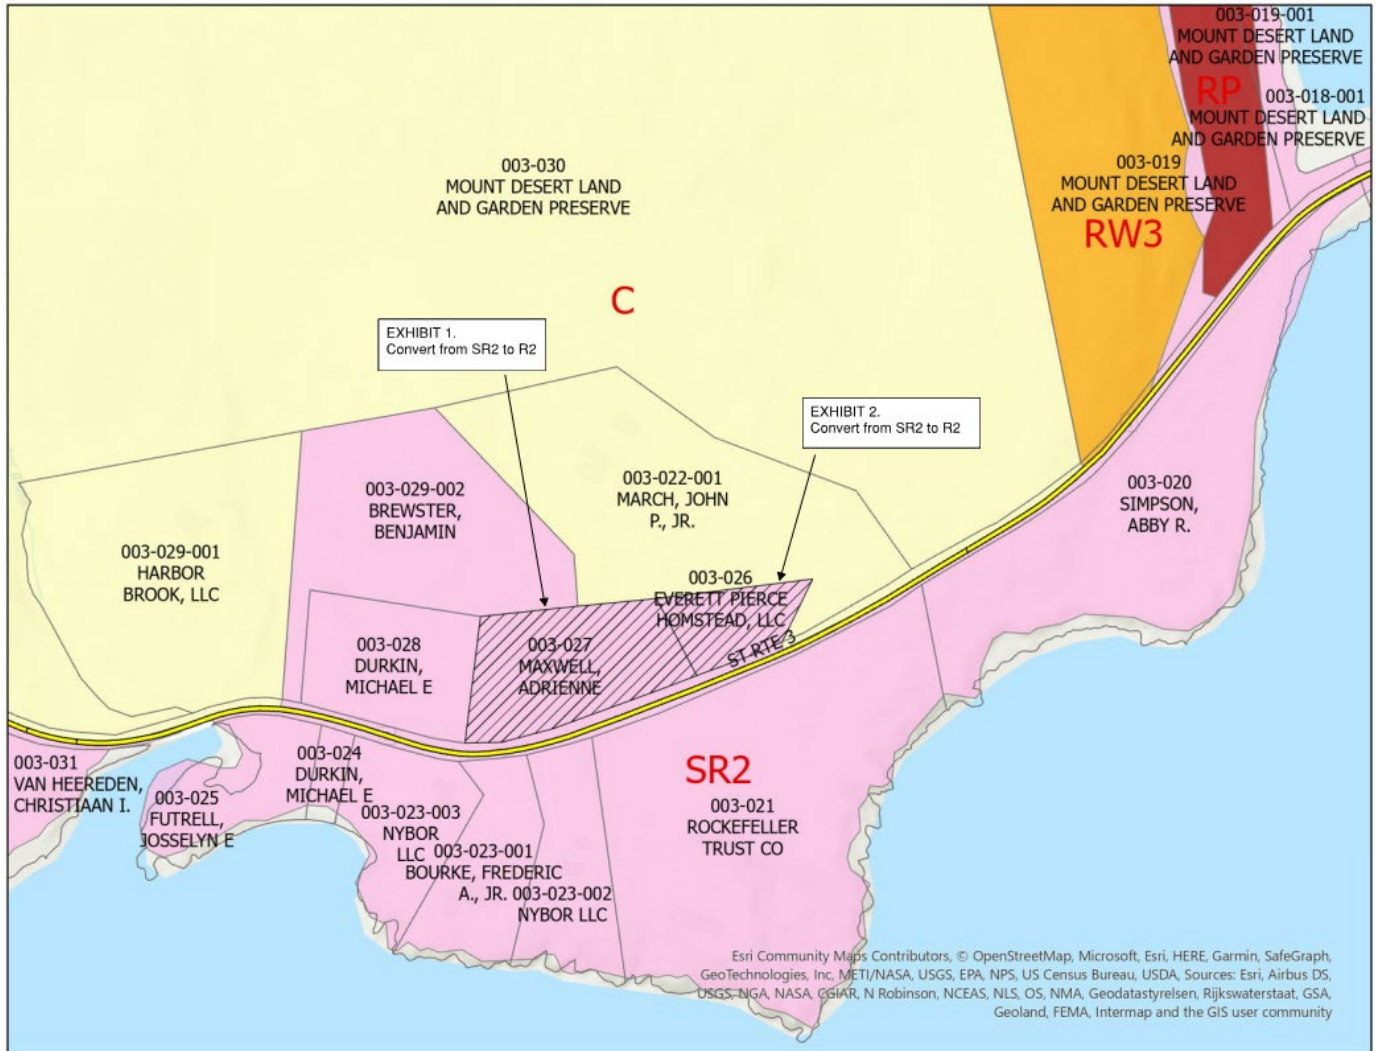 003-019-001
MOUNT DESERT LAND
AND GARDEN PRESERVE
RP
003-018-001
MOUNT DESERT LAND
AND GARDEN PRESERVE
003-030
MOUNT DESERT LAND
AND GARDEN PRESERVE
003-019
MOUNT DESERT LAND
AND GARDEN PRESERVE
RW3
C
EXHIBIT 1.
Convert from SR2 to R2
EXHIBIT 2.
Convert from SR2 to R2
003-029-002
BREWSTER,
BENJAMIN
003-022-001
MARCH, JOHN
P., JR.
003-020
SIMPSON,
ABBY R.
003-029-001
HARBOR
BROOK, LLC
003-026
EVERETT PIERCE
HOMSTEAD, LLC
003-028
DURKIN,
MICHAEL E
003-027
MAXWELL,
ADRIENNE
ST RTE 3
003-031
VAN HEEREDEN,
CHRISTIAAN I.
003-025
FUTRELL,
JOSSELYN E
003-024
DURKIN,
MICHAEL E
003-023-003
NYBOR
LLC
003-023-001
BOURKE, FREDERIC
A., JR.
003-023-002
NYBOR LLC
SR2
003-021
ROCKEFELLER
TRUST CO
Esri Community Maps Contributors, © OpenStreetMap, Microsoft, Esri, HERE, Garmin, SafeGraph,
GeoTechnologies, Inc, METI/NASA, USGS, EPA, NPS, US Census Bureau, USDA, Sources: Esri, Airbus DS,
USGS, NGA, NASA, CGIAR, N Robinson, NCEAS, NLS, OS, NMA, Geodatastyrelsen, Rijkswaterstaat, GSA,
Geoland, FEMA, Intermap and the GIS user community